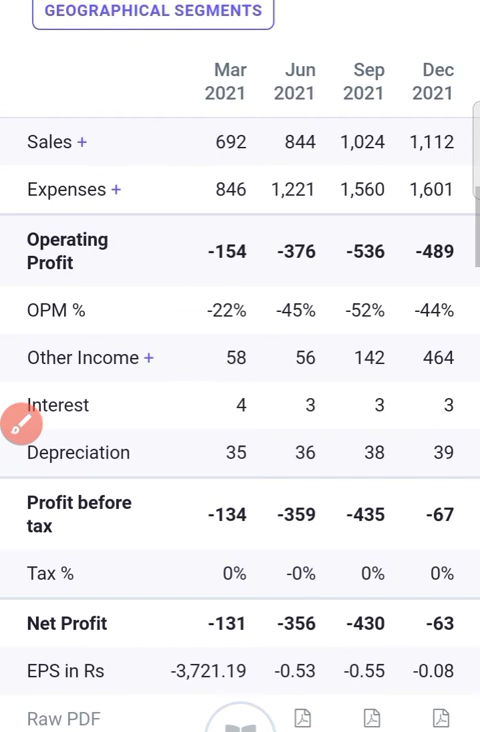 GEOGRAPHICAL SEGMENTS
Mar 2021 Jun 2021 Sep 2021 Dec 2021
Sales + 692 844 1,024 1,112
Expenses + 846 1,221 1,560 1,601
Operating Profit -154 -376 -536 -489
OPM % -22% -45% -52% -44%
Other Income + 58 56 142 464
Interest 4 3 3 3
Depreciation 35 36 38 39
Profit before tax -134 -359 -435 -67
Tax % 0% -0% 0% 0%
Net Profit -131 -356 -430 -63
EPS in Rs -3,721.19 -0.53 -0.55 -0.08
Raw PDF